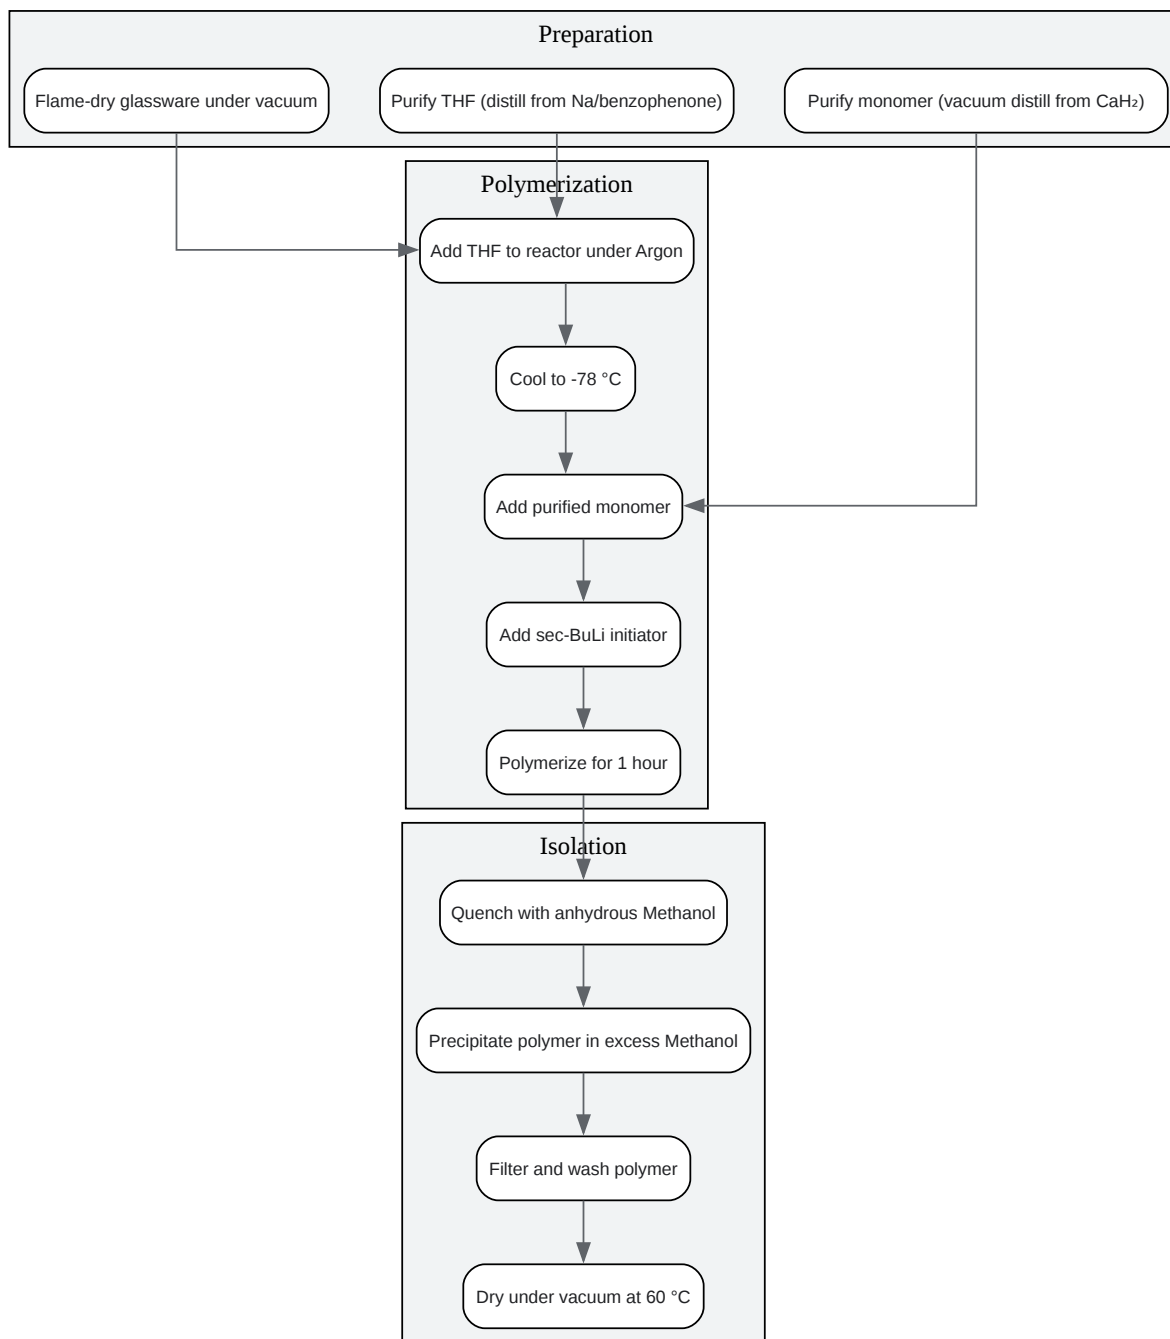 Preparation
Flame-dry glassware under vacuum
Purify THF (distill from Na/benzophenone)
Purify monomer (vacuum distill from CaH₂)
Polymerization
Add THF to reactor under Argon
Cool to -78 °C
Add purified monomer
Add sec-BuLi initiator
Polymerize for 1 hour
Isolation
Quench with anhydrous Methanol
Precipitate polymer in excess Methanol
Filter and wash polymer
Dry under vacuum at 60 °C